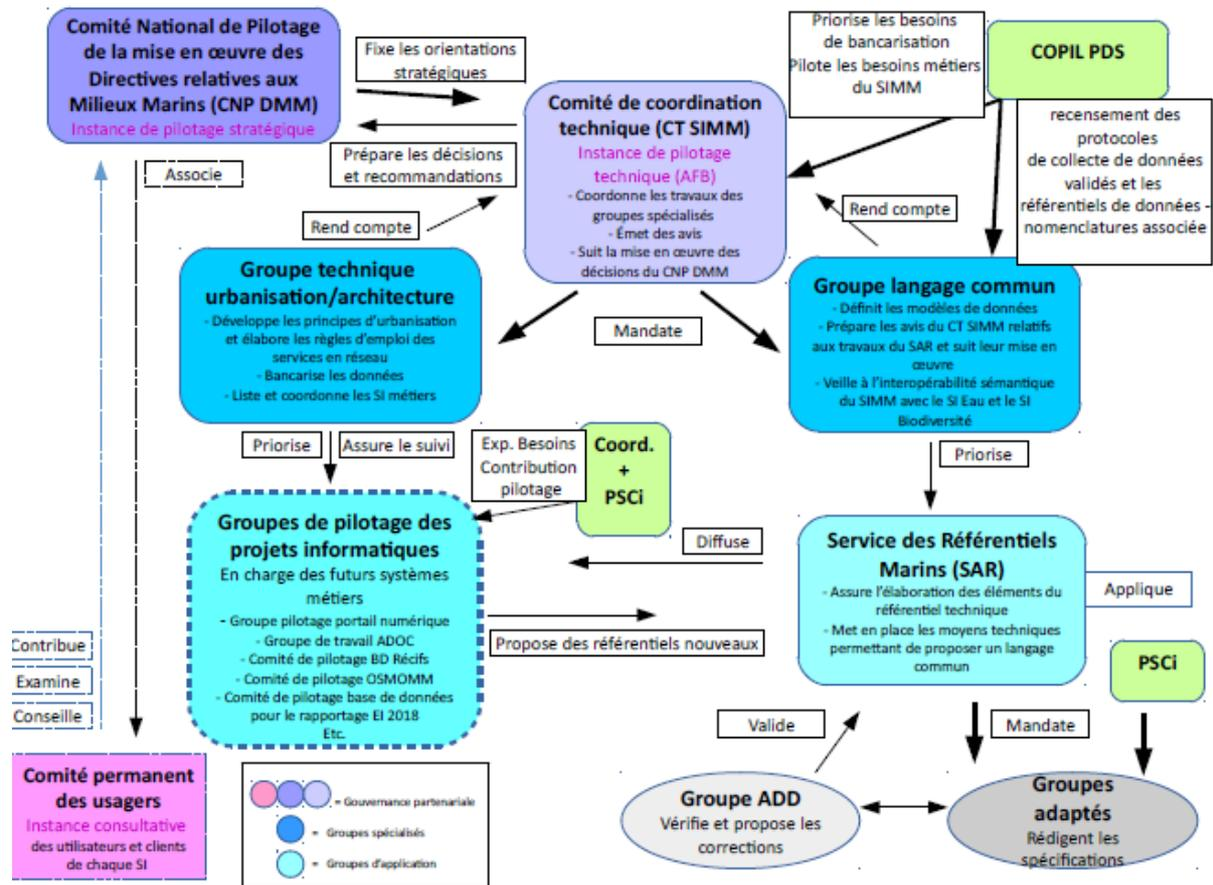 Comité National de Pilotage
de la mise en œuvre des
Directives relatives aux
Milieux Marins (CNP DMM)
Instance de pilotage stratégique
Fixe les orientations
stratégiques
Prépare les décisions
et recommandations
Associe
Comité de coordination
technique (CT SIMM)
Instance de pilotage
technique (AFB)
- Coordonne les travaux des
groupes spécialisés
- Émet des avis
- Suit la mise en œuvre des
décisions du CNP DMM
Priorise les besoins
de bancarisation
Pilote les besoins métiers
du SIMM
COPIL PDS
recensement des
protocoles
de collecte de données
validés et les
référentiels de données -
nomenclatures associée
Rend compte
Rend compte
Groupe technique
urbanisation/architecture
- Développe les principes d'urbanisation
et élabore les règles d'emploi des
services en réseau
- Bancarise les données
- Liste et coordonne les SI métiers
Mandate
Groupe langage commun
- Définit les modèles de données
- Prépare les avis du CT SIMM relatifs
aux travaux du SAR et suit leur mise en
œuvre
- Veille à l'interopérabilité sémantique
du SIMM avec le SI Eau et le SI
Biodiversité
Priorise
Assure le suivi
Exp. Besoins
Contribution
pilotage
Coord.
+
PSCi
Priorise
Groupes de pilotage des
projets informatiques
En charge des futurs systèmes
métiers
- Groupe pilotage portail numérique
- Groupe de travail ADOC
- Comité de pilotage BD Récifs
- Comité de pilotage OSMOMM
- Comité de pilotage base de données
pour le rapportage EI 2018
Etc.
Diffuse
Propose des référentiels nouveaux
Service des Référentiels
Marins (SAR)
- Assure l'élaboration des éléments du
référentiel technique
- Met en place les moyens techniques
permettant de proposer un langage
commun
Applique
PSCi
Contribue
Examine
Conseille
Valide
Mandate
Comité permanent
des usagers
Instance consultative
des utilisateurs et clients
de chaque SI
= Gouvernance partenariale
= Groupes spécialisés
= Groupes d'application
Groupe ADD
Vérifie et propose les
corrections
Groupes
adaptés
Rédigent les
spécifications